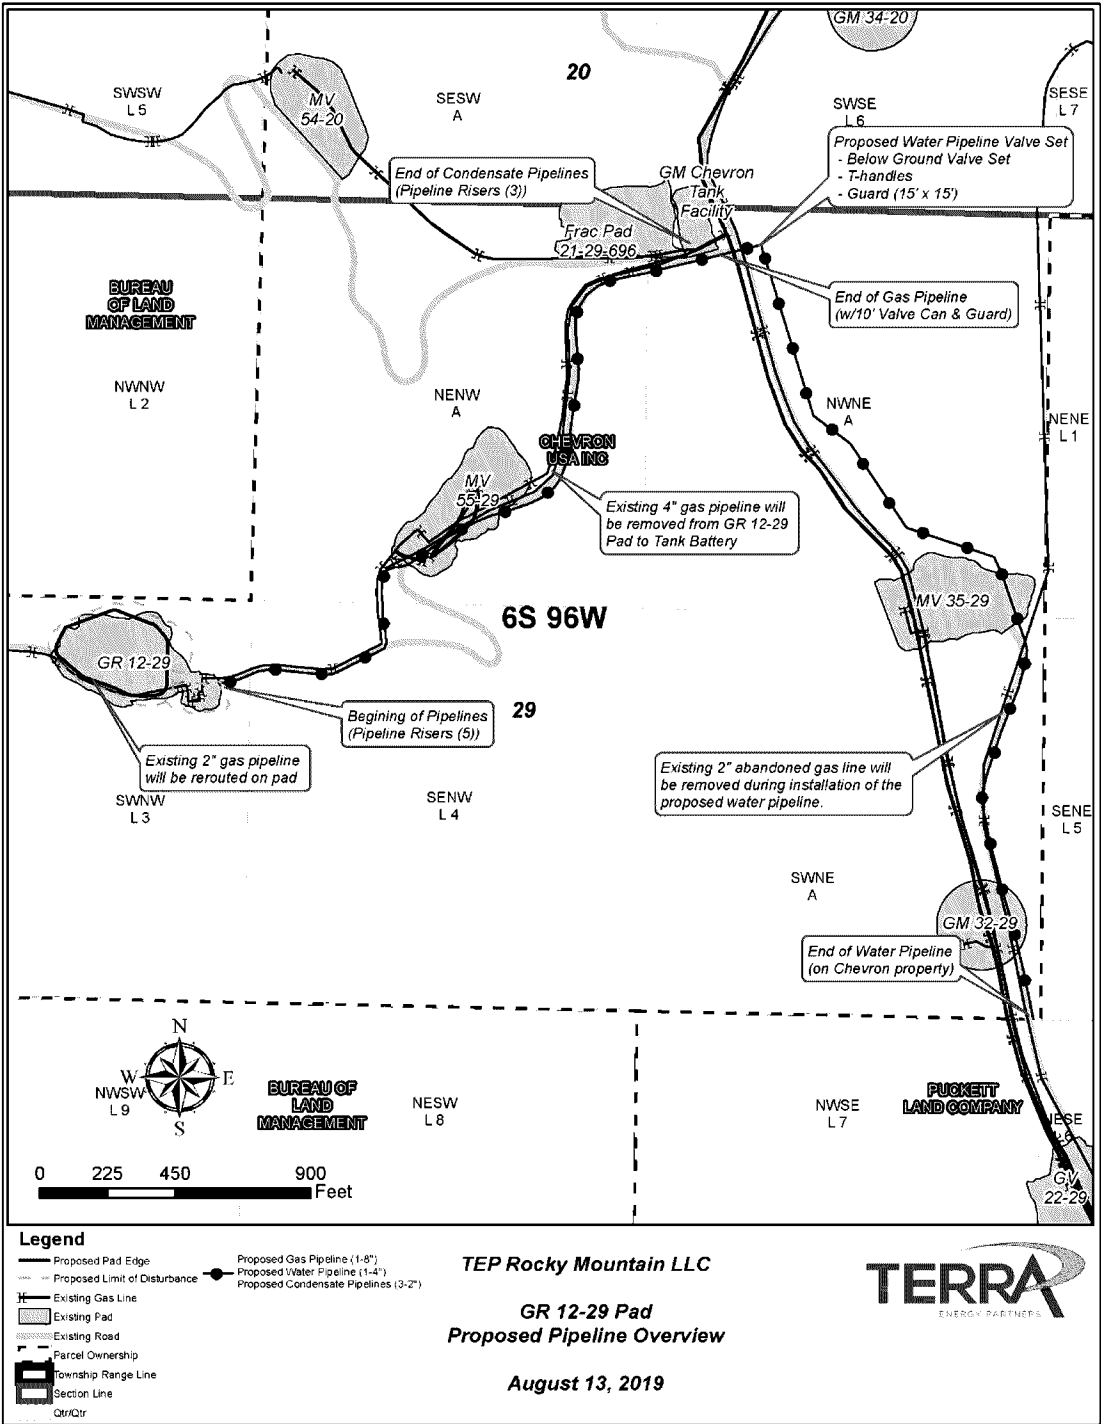 GM 34-20
20
SWSW
L 5
MV
54-20
SESW
A
SWSE
L 6
SESE
L 7
Proposed Water Pipeline Valve Set
- Below Ground Valve Set
- T-handles
- Guard (15' x 15')
End of Condensate Pipelines
(Pipeline Risers (3))
GM Chevron
Tank
Facility
Frac Pad
21-29-696
BUREAU
OF LAND
MANAGEMENT
End of Gas Pipeline
(w/10' Valve Can & Guard)
NWNW
L 2
NENW
A
NWNE
A
NENE
L 1
CHEVRON
USA INC
MV
55-29
Existing 4" gas pipeline will
be removed from GR 12-29
Pad to Tank Battery
MV 35-29
6S 96W
GR 12-29
29
Begining of Pipelines
(Pipeline Risers (5))
Existing 2" gas pipeline
will be rerouted on pad
Existing 2" abandoned gas line will
be removed during installation of the
proposed water pipeline.
SWNW
L 3
SENW
L 4
SENE
L 5
SWNE
A
GM 32-29
End of Water Pipeline
(on Chevron property)
N
W
E
S
NWSW
L 9
BUREAU OF
LAND
MANAGEMENT
NESW
L 8
NWSE
L 7
PUCKETT
LAND COMPANY
NESE
L 6
GV
22-29
0 225 450 900
Feet
Legend
Proposed Pad Edge
Proposed Limit of Disturbance
Existing Gas Line
Existing Pad
Existing Road
Parcel Ownership
Township Range Line
Section Line
Qtr/Qtr
Proposed Gas Pipeline (1-8")
Proposed Water Pipeline (1-4")
Proposed Condensate Pipelines (3-2")
TEP Rocky Mountain LLC
GR 12-29 Pad
Proposed Pipeline Overview
August 13, 2019
TERRA
ENERGY PARTNERS